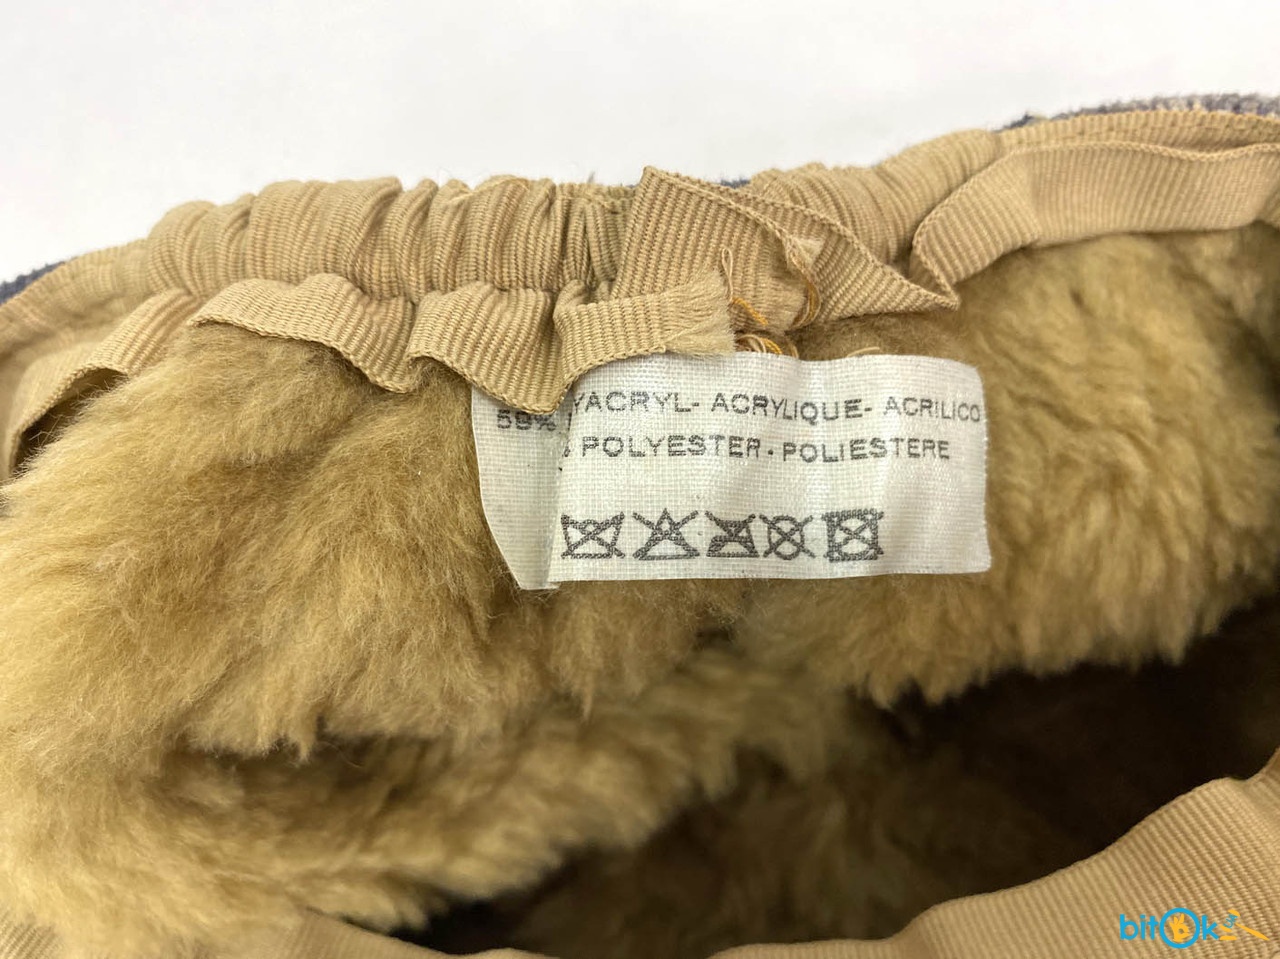 59% YACRYL- ACRYLIQUE- ACRILICO
POLYESTER-POLIESTERE
bitOk